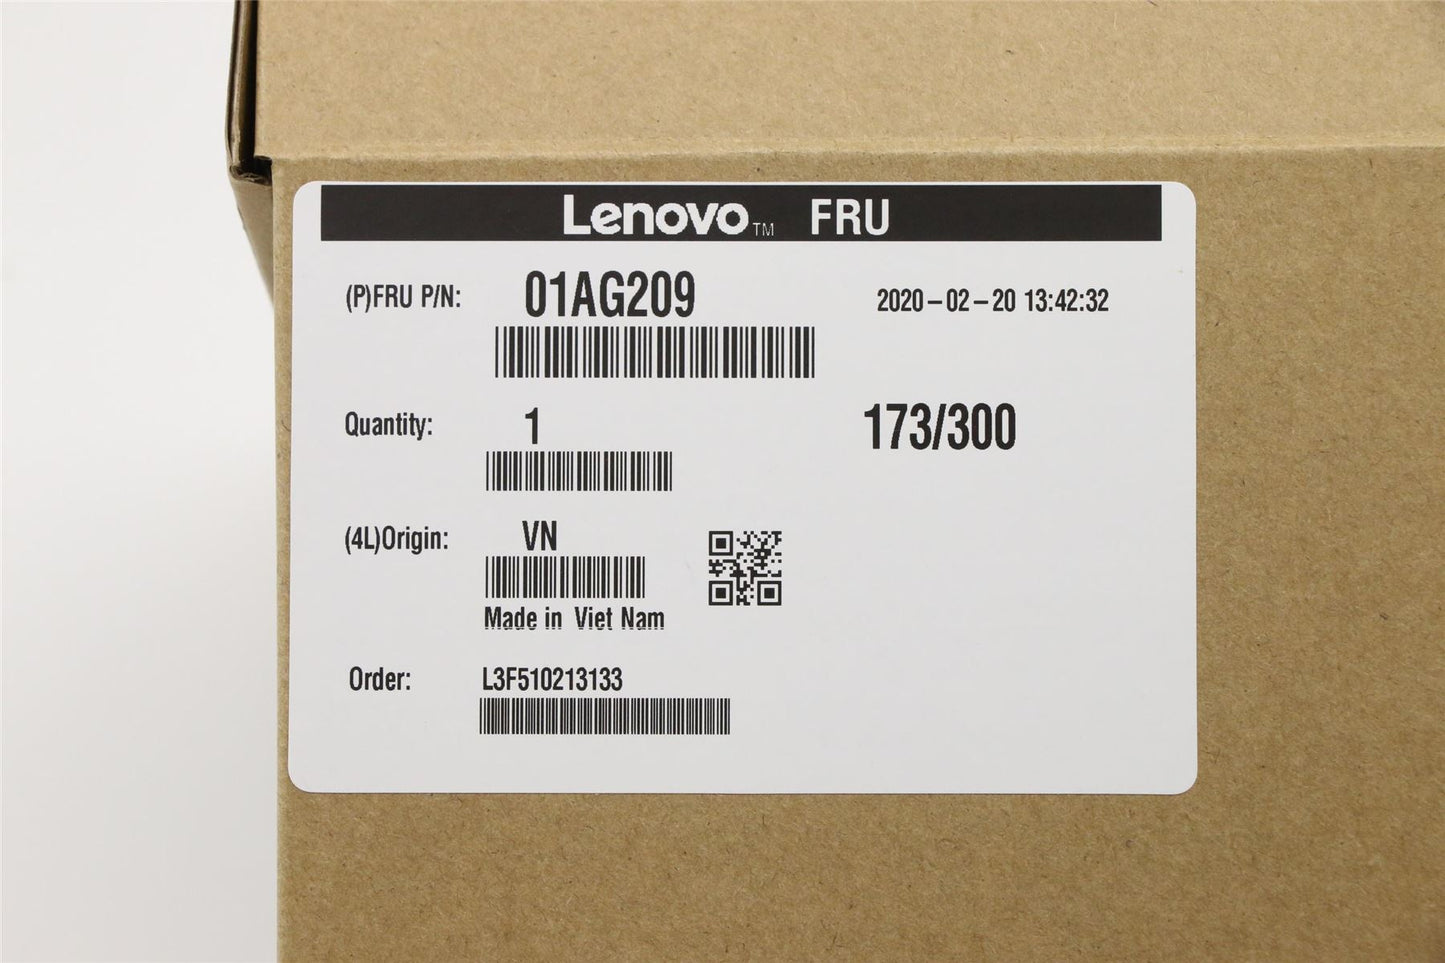 Lenovo™ FRU
(P)FRU P/N: 01AG209 2020-02-20 13:42:32
Quantity: 1 173/300
(4L)Origin: VN
Made in Viet Nam
Order: L3F510213133